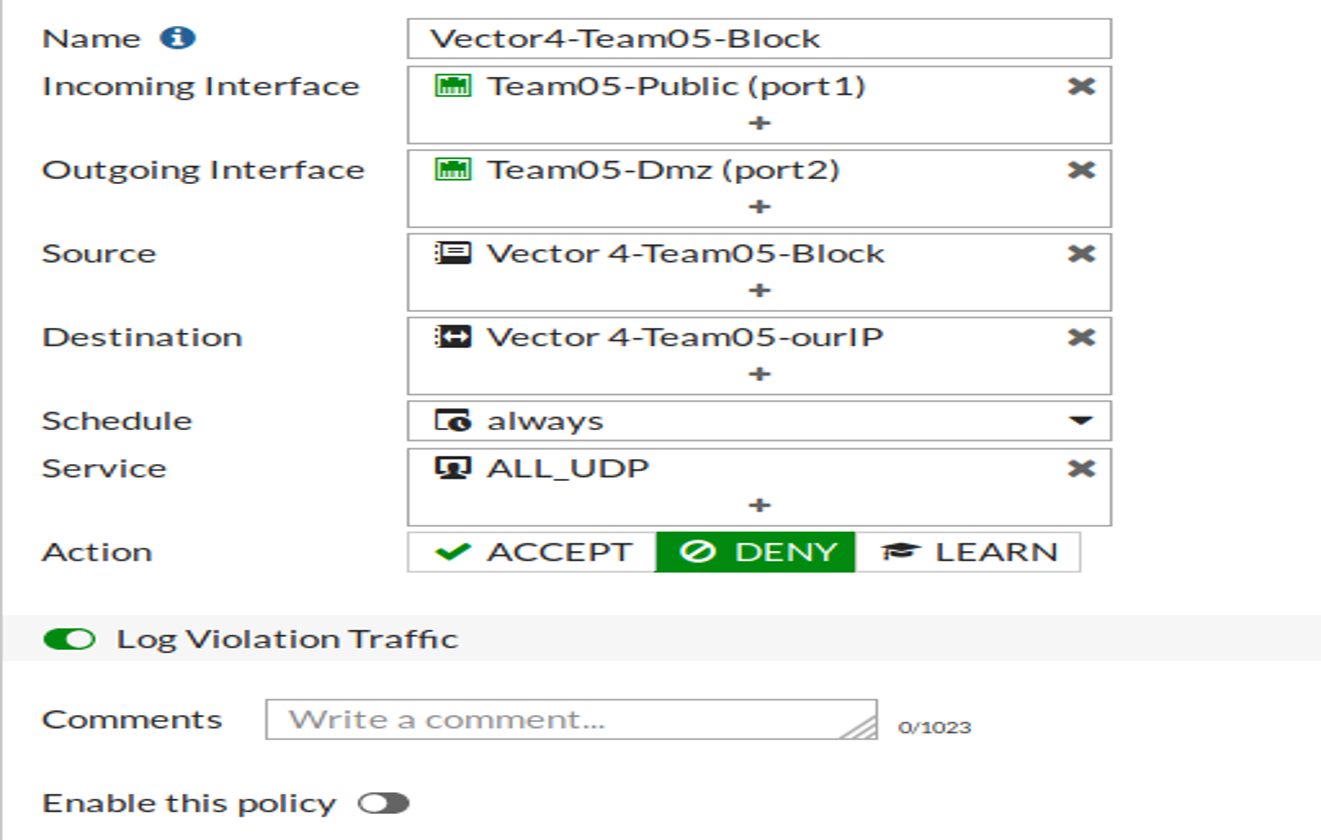 Name Vector4-Team05-Block
Incoming Interface Team05-Public (port1)
+
Outgoing Interface Team05-Dmz (port2)
+
Source Vector 4-Team05-Block
+
Destination Vector 4-Team05-ourIP
+
Schedule always
Service ALL_UDP
+
Action ACCEPT DENY LEARN
Log Violation Traffic
Comments Write a comment... 0/1023
Enable this policy